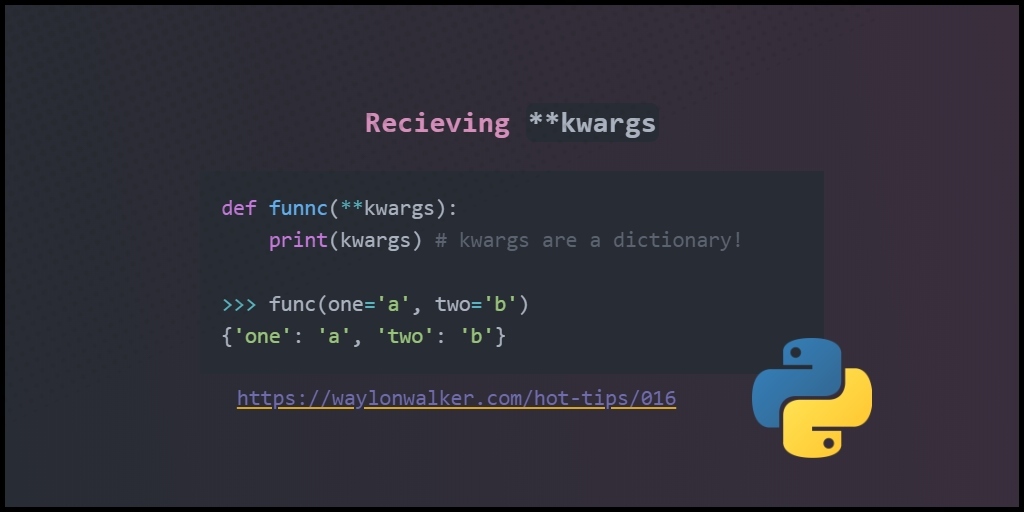 Recieving **kwargs
def funnc(**kwargs):
    print(kwargs) # kwargs are a dictionary!
>>> func(one='a', two='b')
{'one': 'a', 'two': 'b'}
https://waylonwalker.com/hot-tips/016